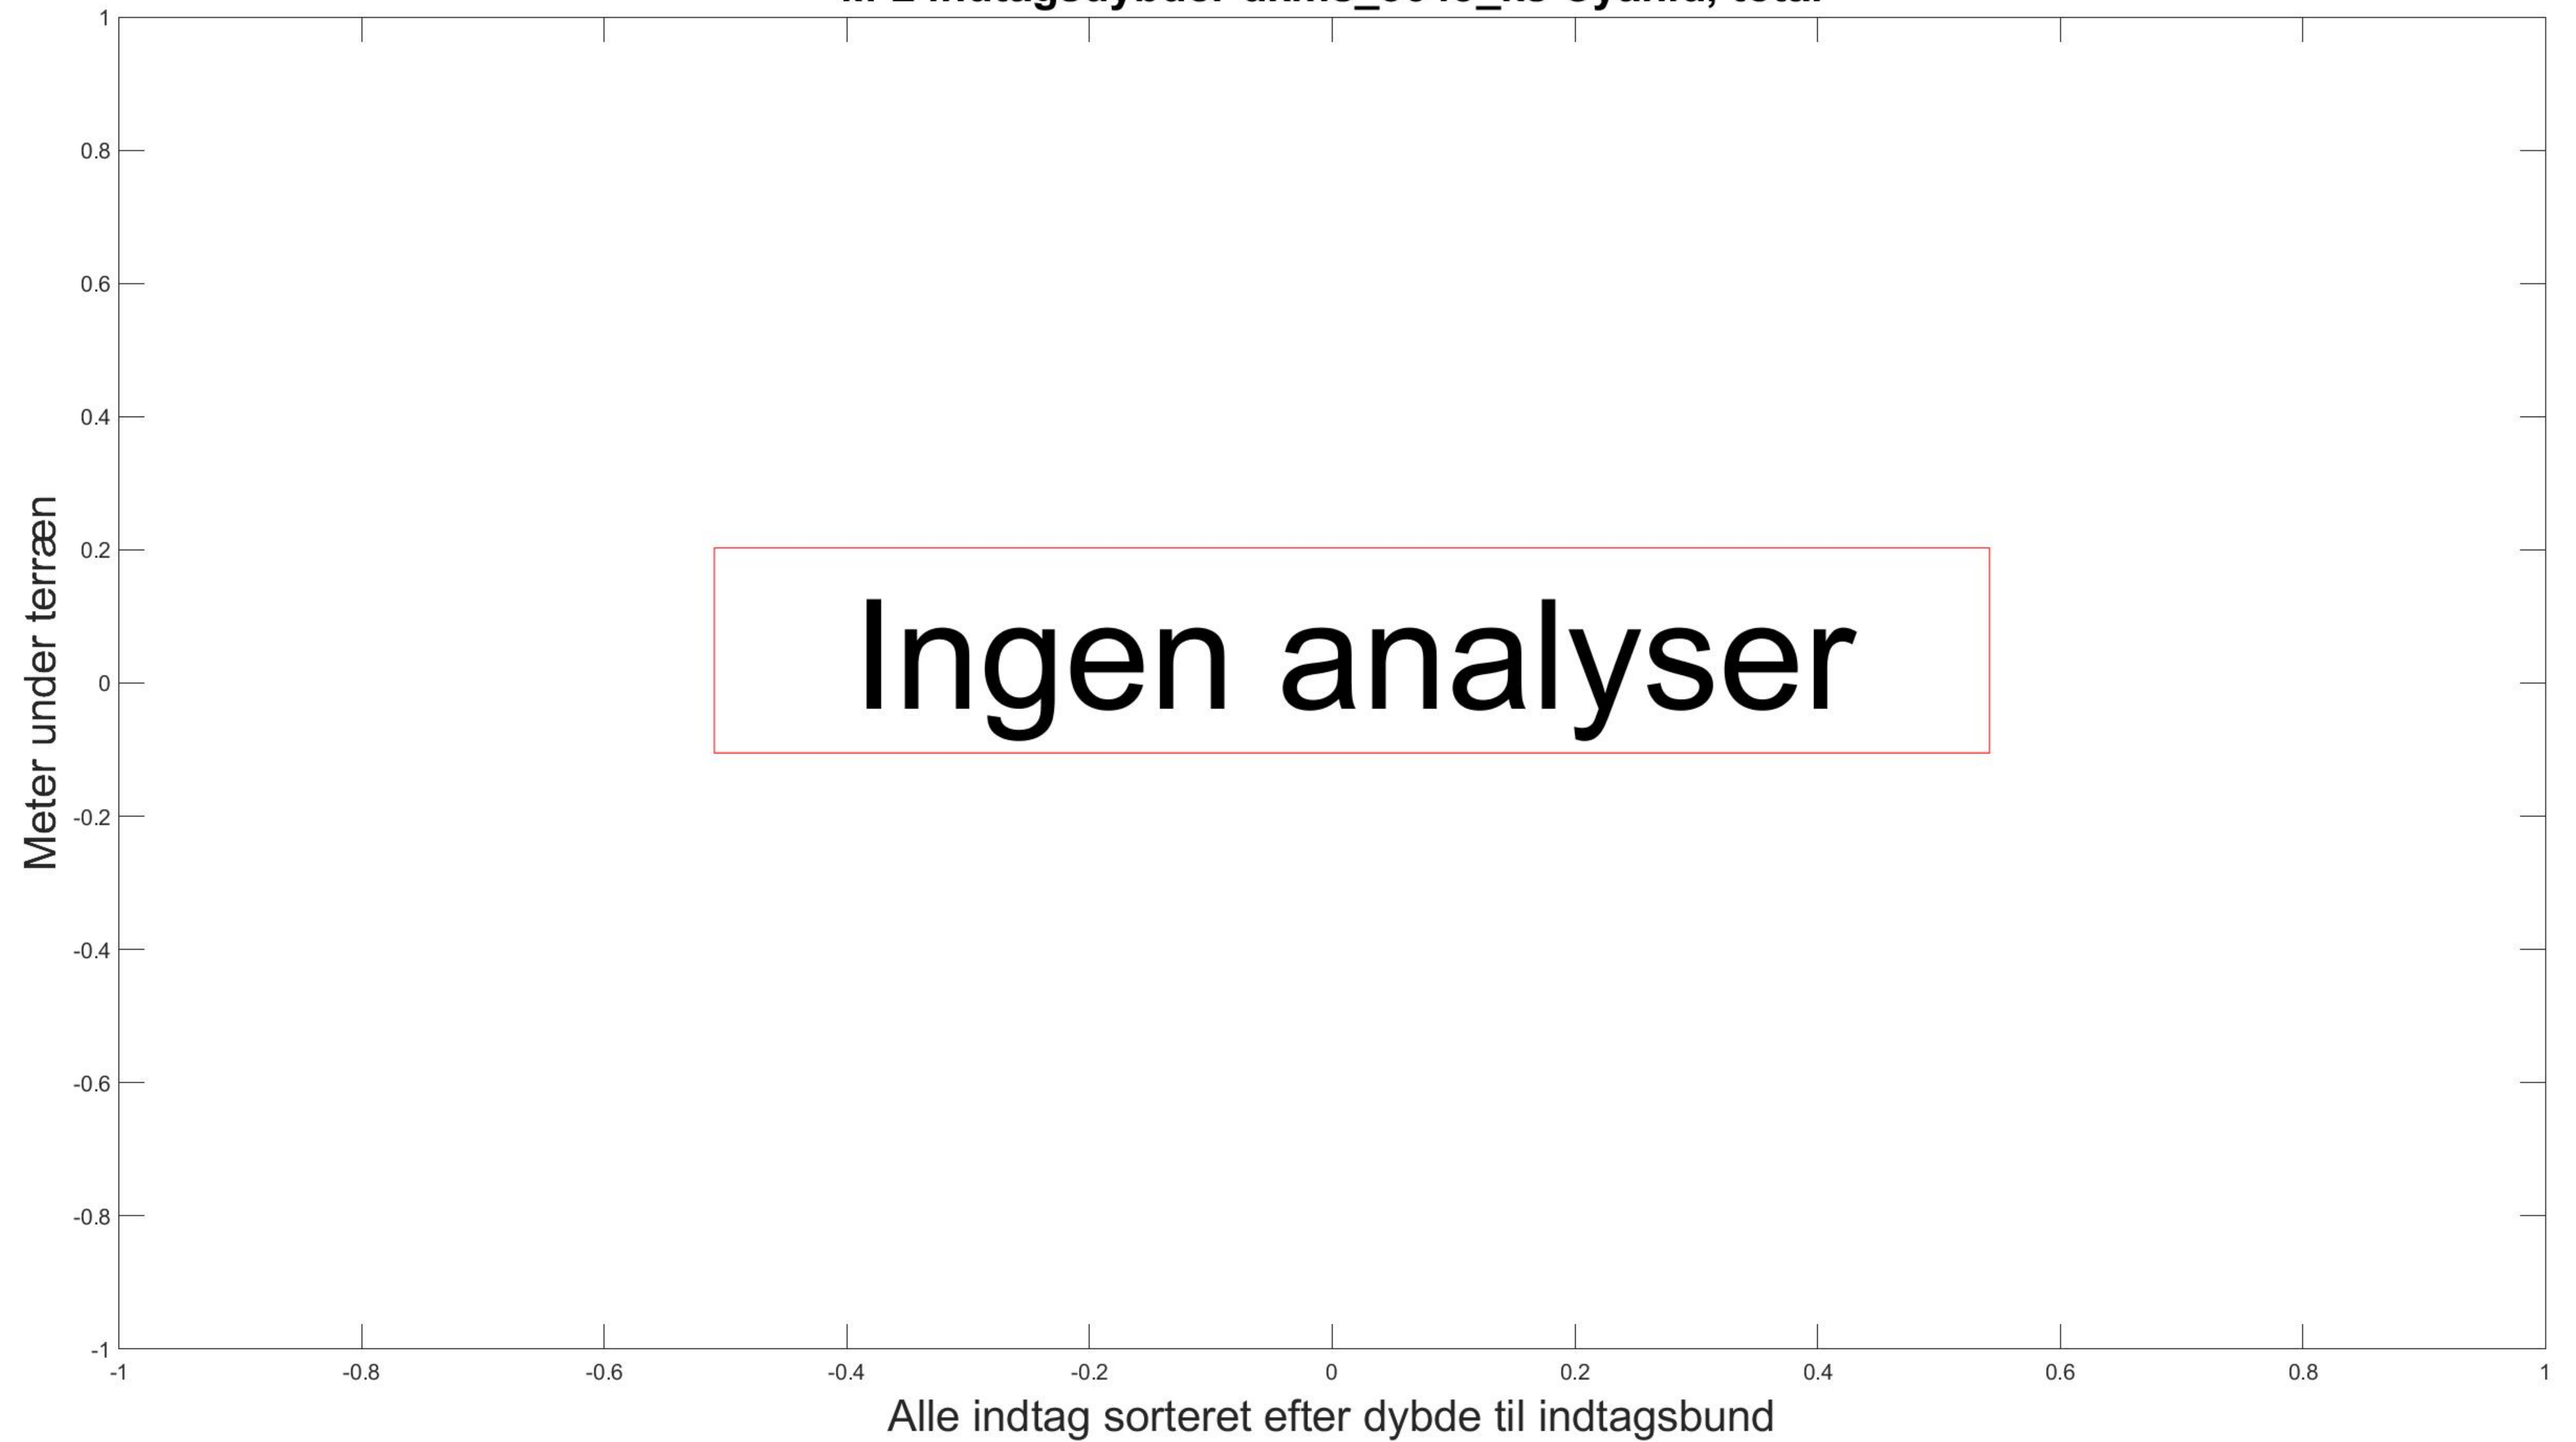 1
0.8
0.6
0.4
0.2
0
-0.2
-0.4
-0.6
-0.8
-1
Meter under terræn
Ingen analyser
-1 -0.8 -0.6 -0.4 -0.2 0 0.2 0.4 0.6 0.8 1
Alle indtag sorteret efter dybde til indtagsbund